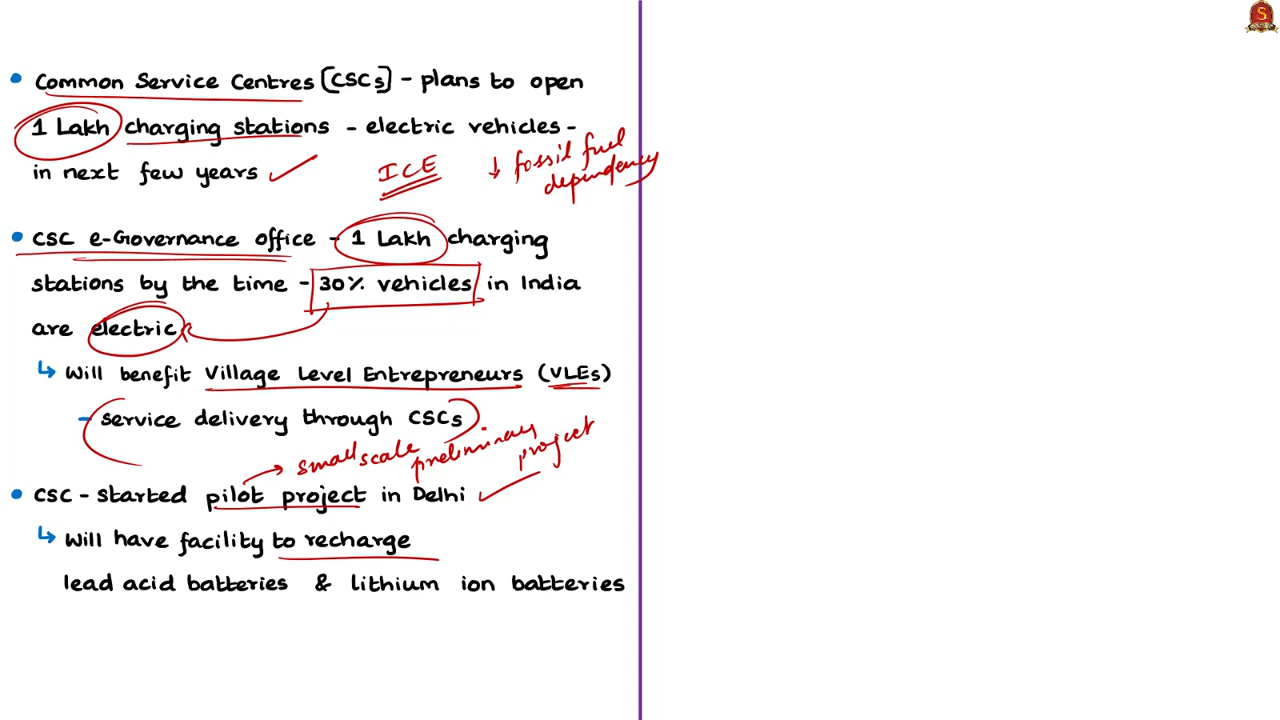 • Common Service Centres [CSCs] - plans to open
1 Lakh charging stations - electric vehicles -
in next few years
ICE
↓ fossil fuel
dependency
• CSC e-Governance office - 1 Lakh charging
stations by the time - 30% vehicles in India
are electric
↳ Will benefit Village Level Entrepreneurs (VLEs)
- service delivery through CSCs
→ small scale preliminary project
• CSC - started pilot project in Delhi
↳ Will have facility to recharge
lead acid batteries & lithium ion batteries
S